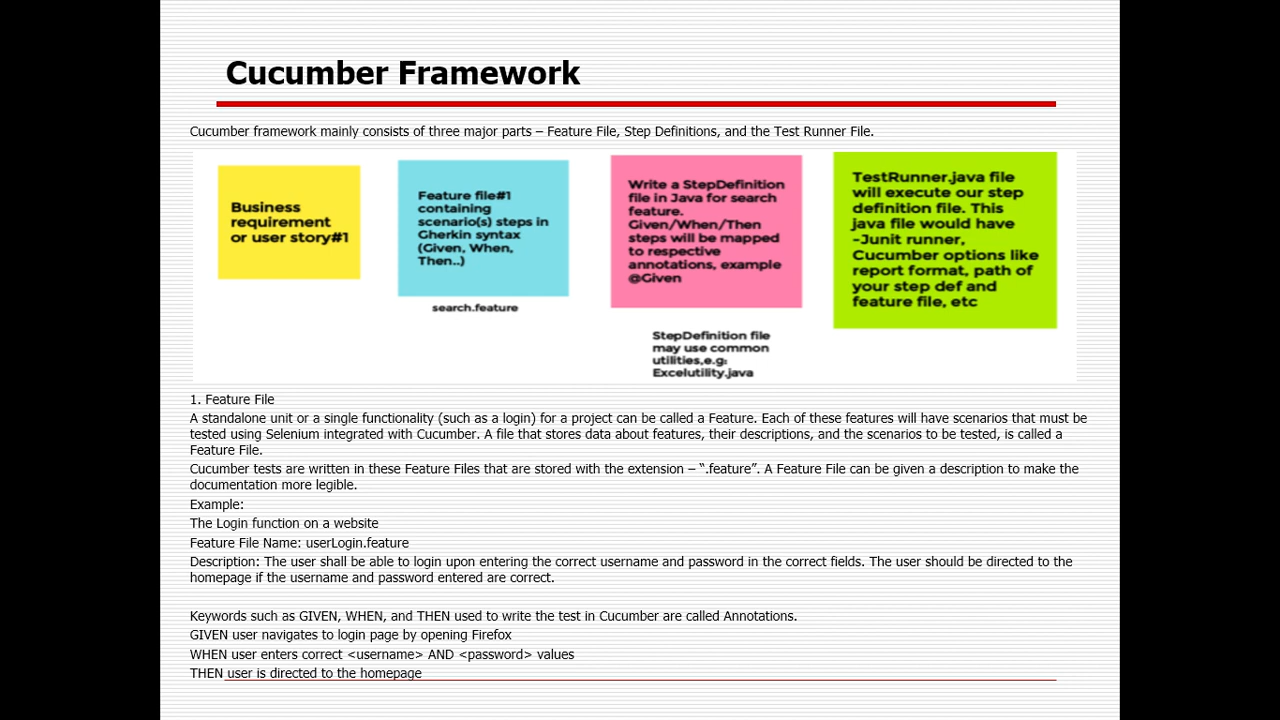 Cucumber Framework
Cucumber framework mainly consists of three major parts – Feature File, Step Definitions, and the Test Runner File.
Business
requirement
or user story#1
Feature file#1
containing
scenario(s) steps in
Gherkin syntax
(Given, When,
Then..)
search.feature
Write a StepDefinition
file in Java for search
feature.
Given/When/Then
steps will be mapped
to respective
annotations, example
@Given
StepDefinition file
may use common
utilities,e.g:
Excelutility.java
TestRunner.java file
will execute our step
definition file. This
java file would have
-Junit runner,
Cucumber options like
report format, path of
your step def and
feature file, etc
1. Feature File
A standalone unit or a single functionality (such as a login) for a project can be called a Feature. Each of these features will have scenarios that must be
tested using Selenium integrated with Cucumber. A file that stores data about features, their descriptions, and the scenarios to be tested, is called a
Feature File.
Cucumber tests are written in these Feature Files that are stored with the extension – “.feature”. A Feature File can be given a description to make the
documentation more legible.
Example:
The Login function on a website
Feature File Name: userLogin.feature
Description: The user shall be able to login upon entering the correct username and password in the correct fields. The user should be directed to the
homepage if the username and password entered are correct.
Keywords such as GIVEN, WHEN, and THEN used to write the test in Cucumber are called Annotations.
GIVEN user navigates to login page by opening Firefox
WHEN user enters correct <username> AND <password> values
THEN user is directed to the homepage